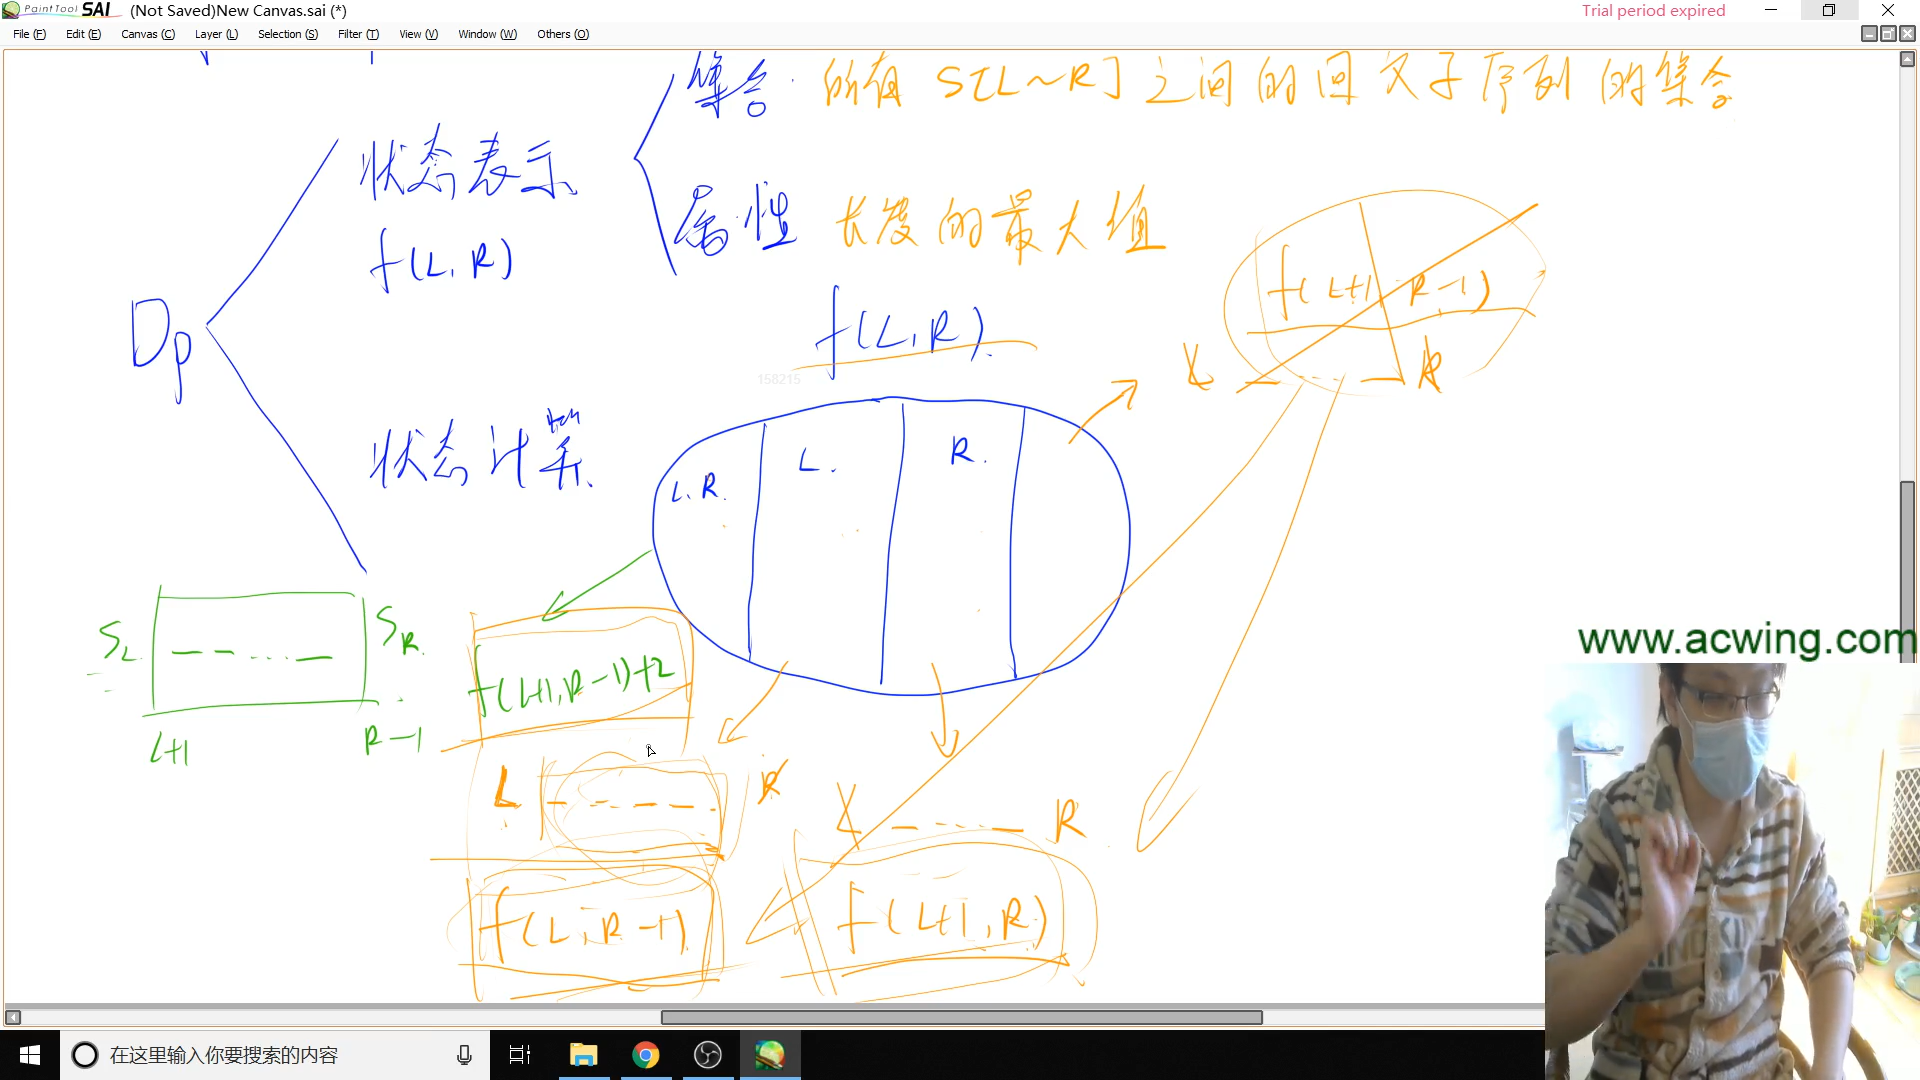 PaintTool SAI (Not Saved)New Canvas.sai (*) Trial period expired
File (F) Edit (E) Canvas (C) Layer (L) Selection (S) Filter (T) View (V) Window (W) Others (O)
集合 所有 S[L~R] 之间的回文子序列的集合
状态表示
属性 长度的最大值
f(L, R)
f(L+1, R-1)
Dp
f(L, R)
L R
158215
状态计算
L.
R.
L.R.
SL
SR
www.acwing.com
f(L+1, R-1)+2
L+1
R-1
L R
L R
f(L, R-1)
f(L+1, R)
在这里输入你要搜索的内容